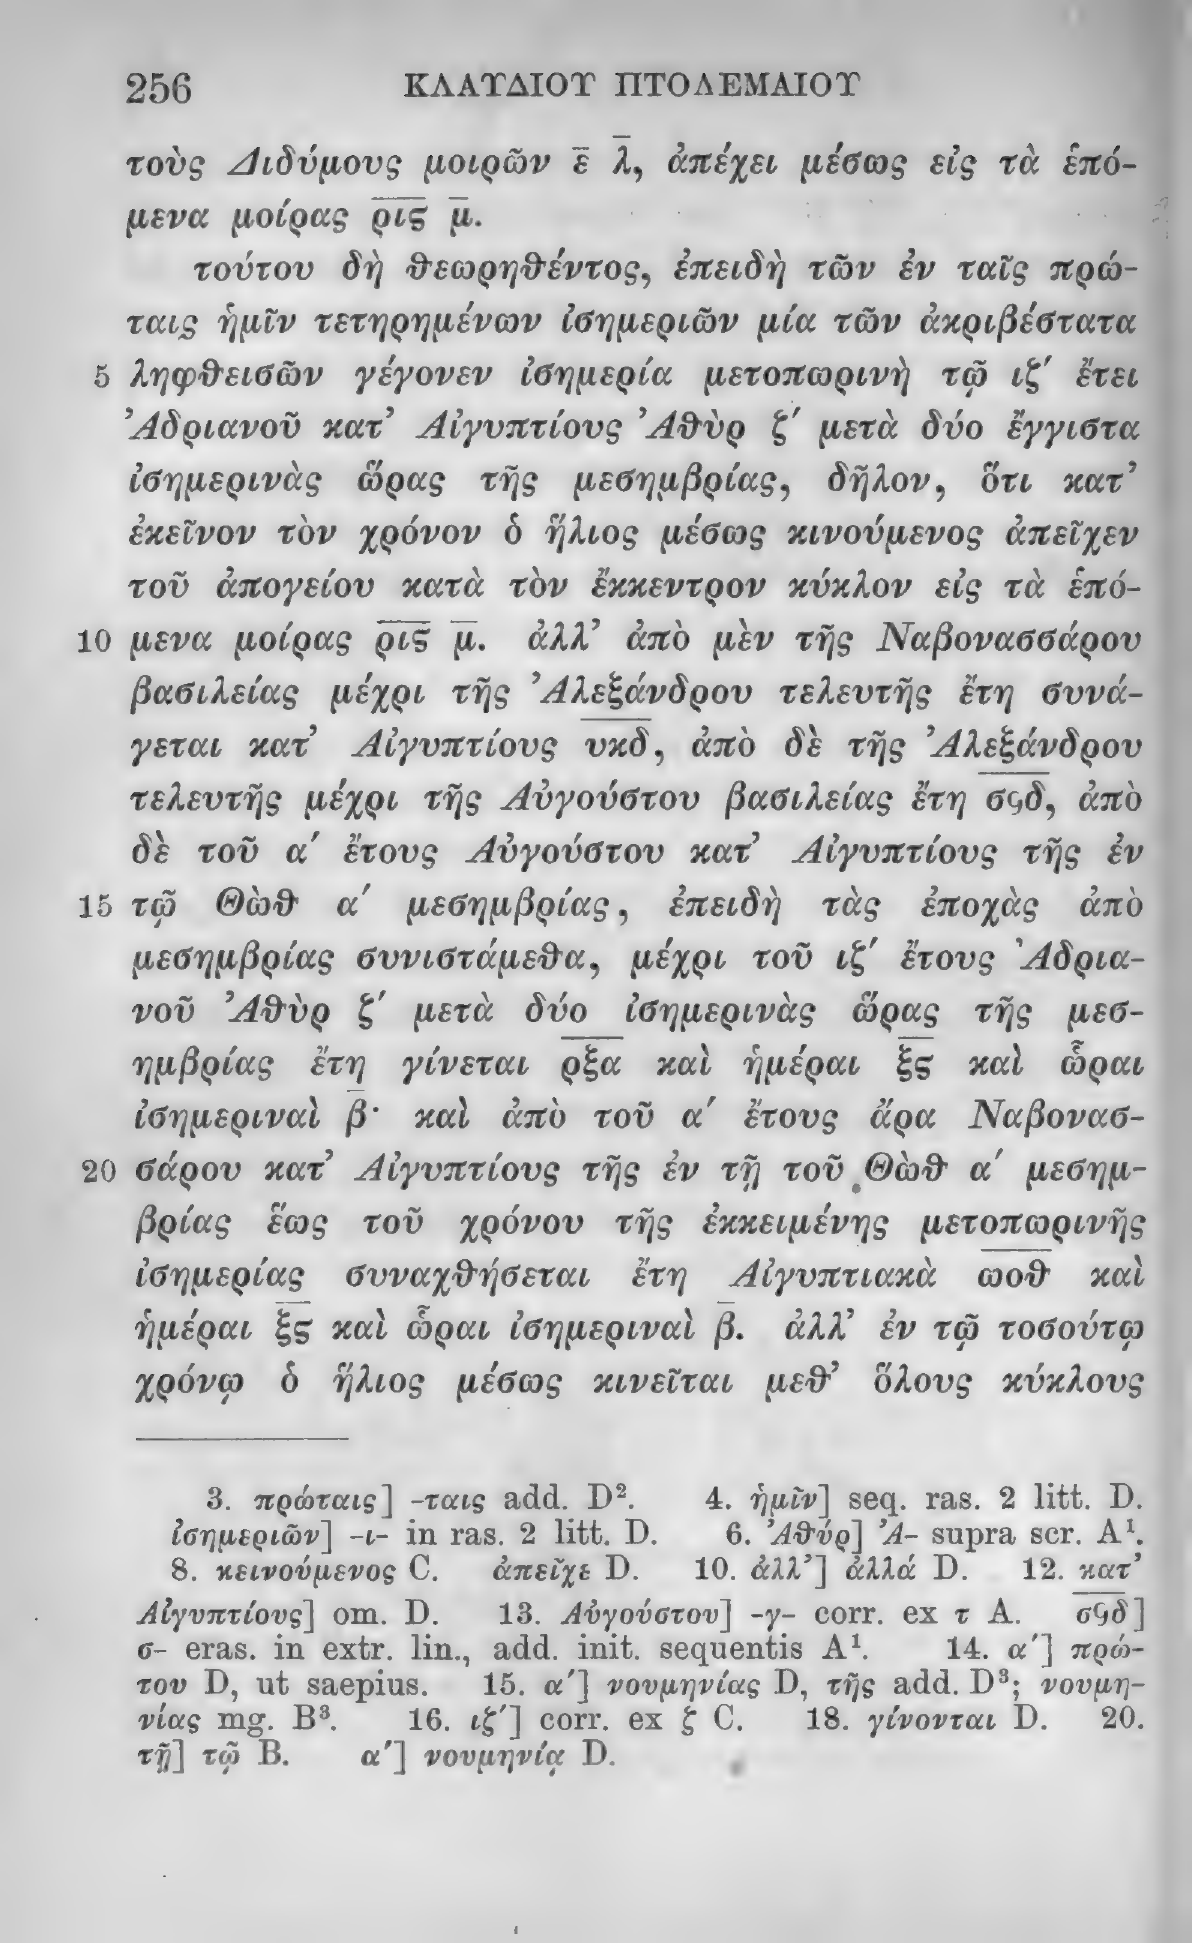 256 ΚΛΑΥΔΙΟΥ ΠΤΟΛΕΜΑΙΟΥ
τοὺς Διδύμους μοιρῶν ε̄ λ̄, ἀπέχει μέσως εἰς τὰ ἑπό-
μενα μοίρας ρ̅ι̅ϛ̅ μ̄.
τούτου δὴ θεωρηθέντος, ἐπειδὴ τῶν ἐν ταῖς πρώ-
ταις ἡμῖν τετηρημένων ἰσημεριῶν μία τῶν ἀκριβέστατα
5 ληφθεισῶν γέγονεν ἰσημερία μετοπωρινὴ τῷ ιζ′ ἔτει
Ἀδριανοῦ κατ’ Αἰγυπτίους Ἀθὺρ ζ′ μετὰ δύο ἔγγιστα
ἰσημερινὰς ὥρας τῆς μεσημβρίας, δῆλον, ὅτι κατ’
ἐκεῖνον τὸν χρόνον ὁ ἥλιος μέσως κινούμενος ἀπεῖχεν
τοῦ ἀπογείου κατὰ τὸν ἔκκεντρον κύκλον εἰς τὰ ἑπό-
10 μενα μοίρας ρ̅ι̅ϛ̅ μ̄. ἀλλ’ ἀπὸ μὲν τῆς Ναβονασσάρου
βασιλείας μέχρι τῆς Ἀλεξάνδρου τελευτῆς ἔτη συνά-
γεται κατ’ Αἰγυπτίους υ̅κ̅δ̅, ἀπὸ δὲ τῆς Ἀλεξάνδρου
τελευτῆς μέχρι τῆς Αὐγούστου βασιλείας ἔτη σ̅ϟ̅δ̅, ἀπὸ
δὲ τοῦ α′ ἔτους Αὐγούστου κατ’ Αἰγυπτίους τῆς ἐν
15 τῷ Θὼθ α′ μεσημβρίας, ἐπειδὴ τὰς ἐποχὰς ἀπὸ
μεσημβρίας συνιστάμεθα, μέχρι τοῦ ιζ′ ἔτους Ἀδρια-
νοῦ Ἀθὺρ ζ′ μετὰ δύο ἰσημερινὰς ὥρας τῆς μεσ-
ημβρίας ἔτη γίνεται ρ̅ξ̅α̅ καὶ ἡμέραι ξ̅ϛ̅ καὶ ὧραι
ἰσημεριναὶ β̄· καὶ ἀπὸ τοῦ α′ ἔτους ἄρα Ναβονασ-
20 σάρου κατ’ Αἰγυπτίους τῆς ἐν τῇ τοῦ Θὼθ α′ μεσημ-
βρίας ἕως τοῦ χρόνου τῆς ἐκκειμένης μετοπωρινῆς
ἰσημερίας συναχθήσεται ἔτη Αἰγυπτιακὰ ω̅ο̅θ̅ καὶ
ἡμέραι ξ̅ϛ̅ καὶ ὧραι ἰσημεριναὶ β̄. ἀλλ’ ἐν τῷ τοσούτῳ
χρόνῳ ὁ ἥλιος μέσως κινεῖται μεθ’ ὅλους κύκλους
3. πρώταις] -ταις add. D². 4. ἡμῖν] seq. ras. 2 litt. D.
ἰσημεριῶν] -ι- in ras. 2 litt. D. 6. Ἀθύρ] Ἀ- supra scr. A¹.
8. κεινούμενος C. ἀπεῖχε D. 10. ἀλλ’] ἀλλά D. 12. κατ’
Αἰγυπτίους] om. D. 13. Αὐγούστου] -γ- corr. ex τ A. σ̅ϟ̅δ̅]
σ- eras. in extr. lin., add. init. sequentis A¹. 14. α′] πρώ-
του D, ut saepius. 15. α′] νουμηνίας D, τῆς add. D³; νουμη-
νίας mg. B³. 16. ιζ′] corr. ex ζ C. 18. γίνονται D. 20.
τῇ] τῷ B. α′] νουμηνίᾳ D.